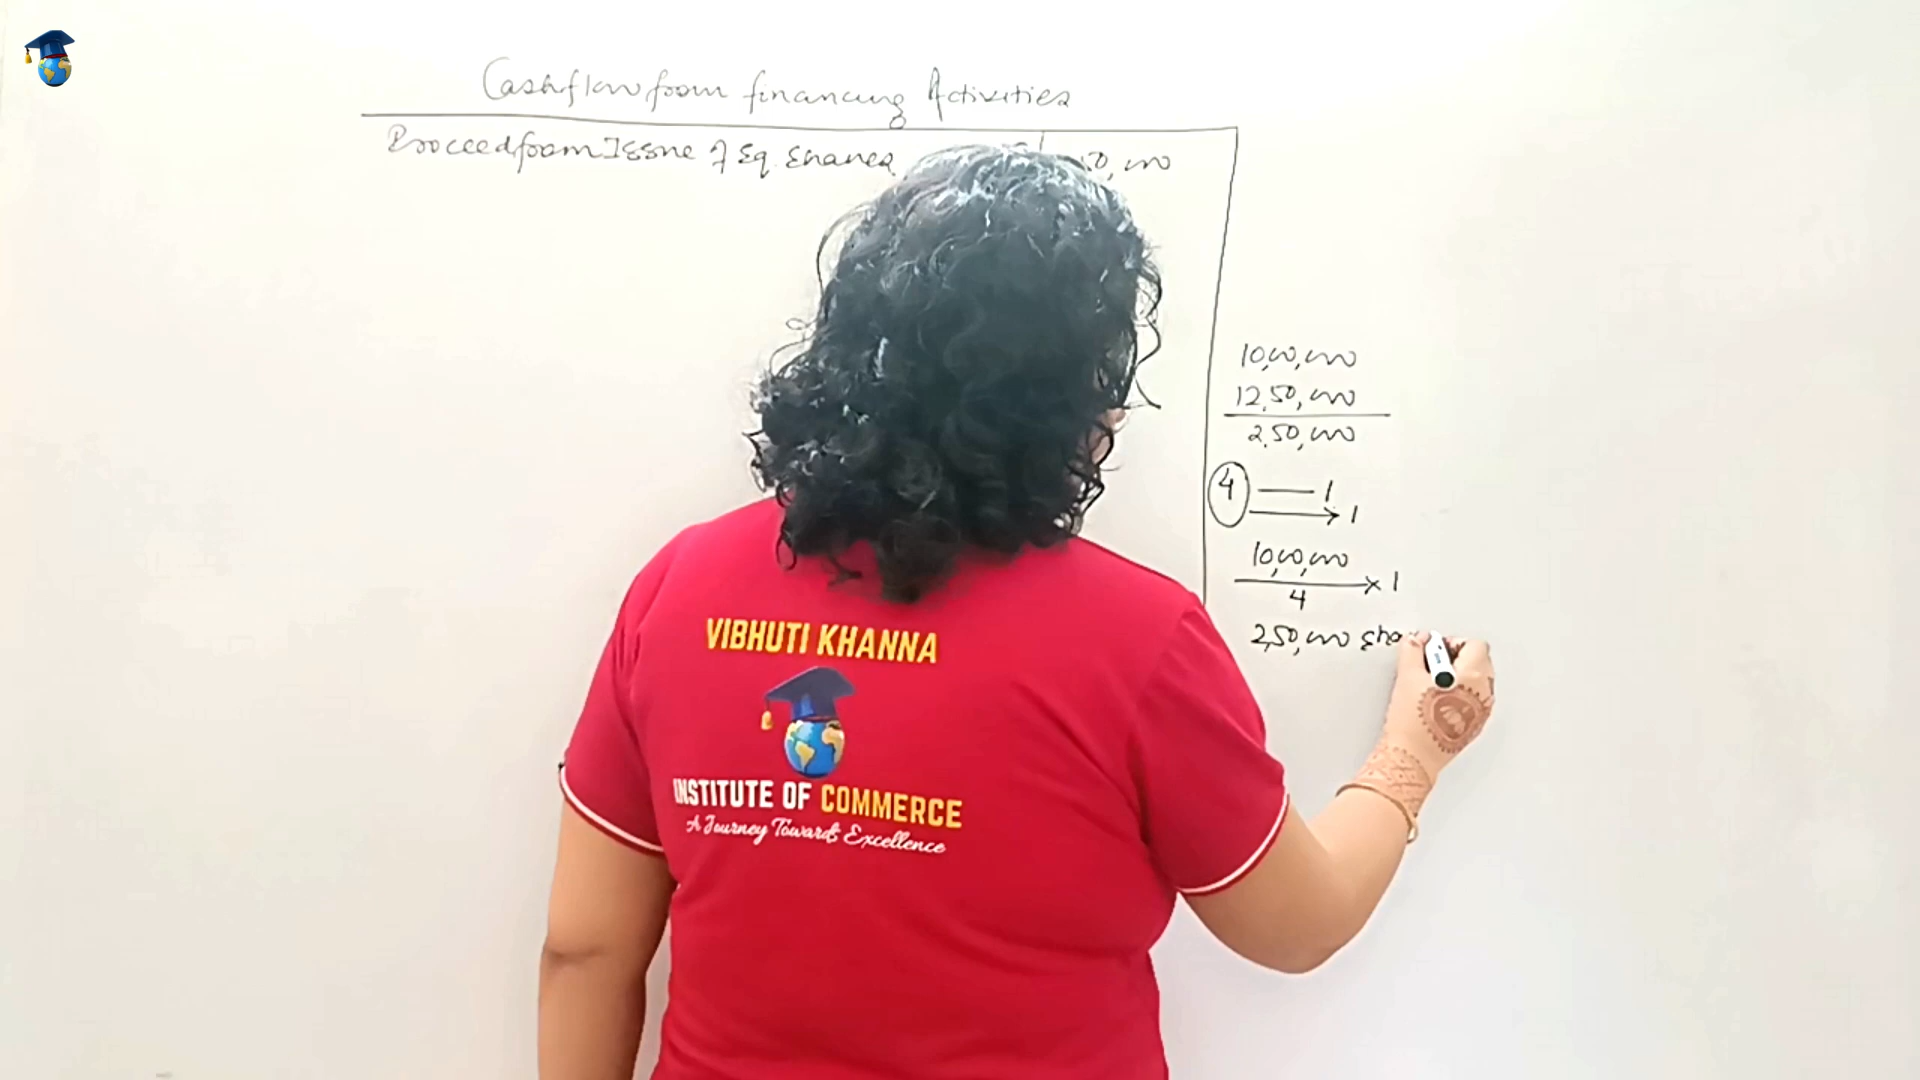 Cashflow from financing Activities
Proceed from Issue of Eq. Shares
10,00,000
12,50,000
2,50,000
4 1
1
10,00,000 × 1
4
2,50,000 sha
VIBHUTI KHANNA
INSTITUTE OF COMMERCE
A Journey Towards Excellence